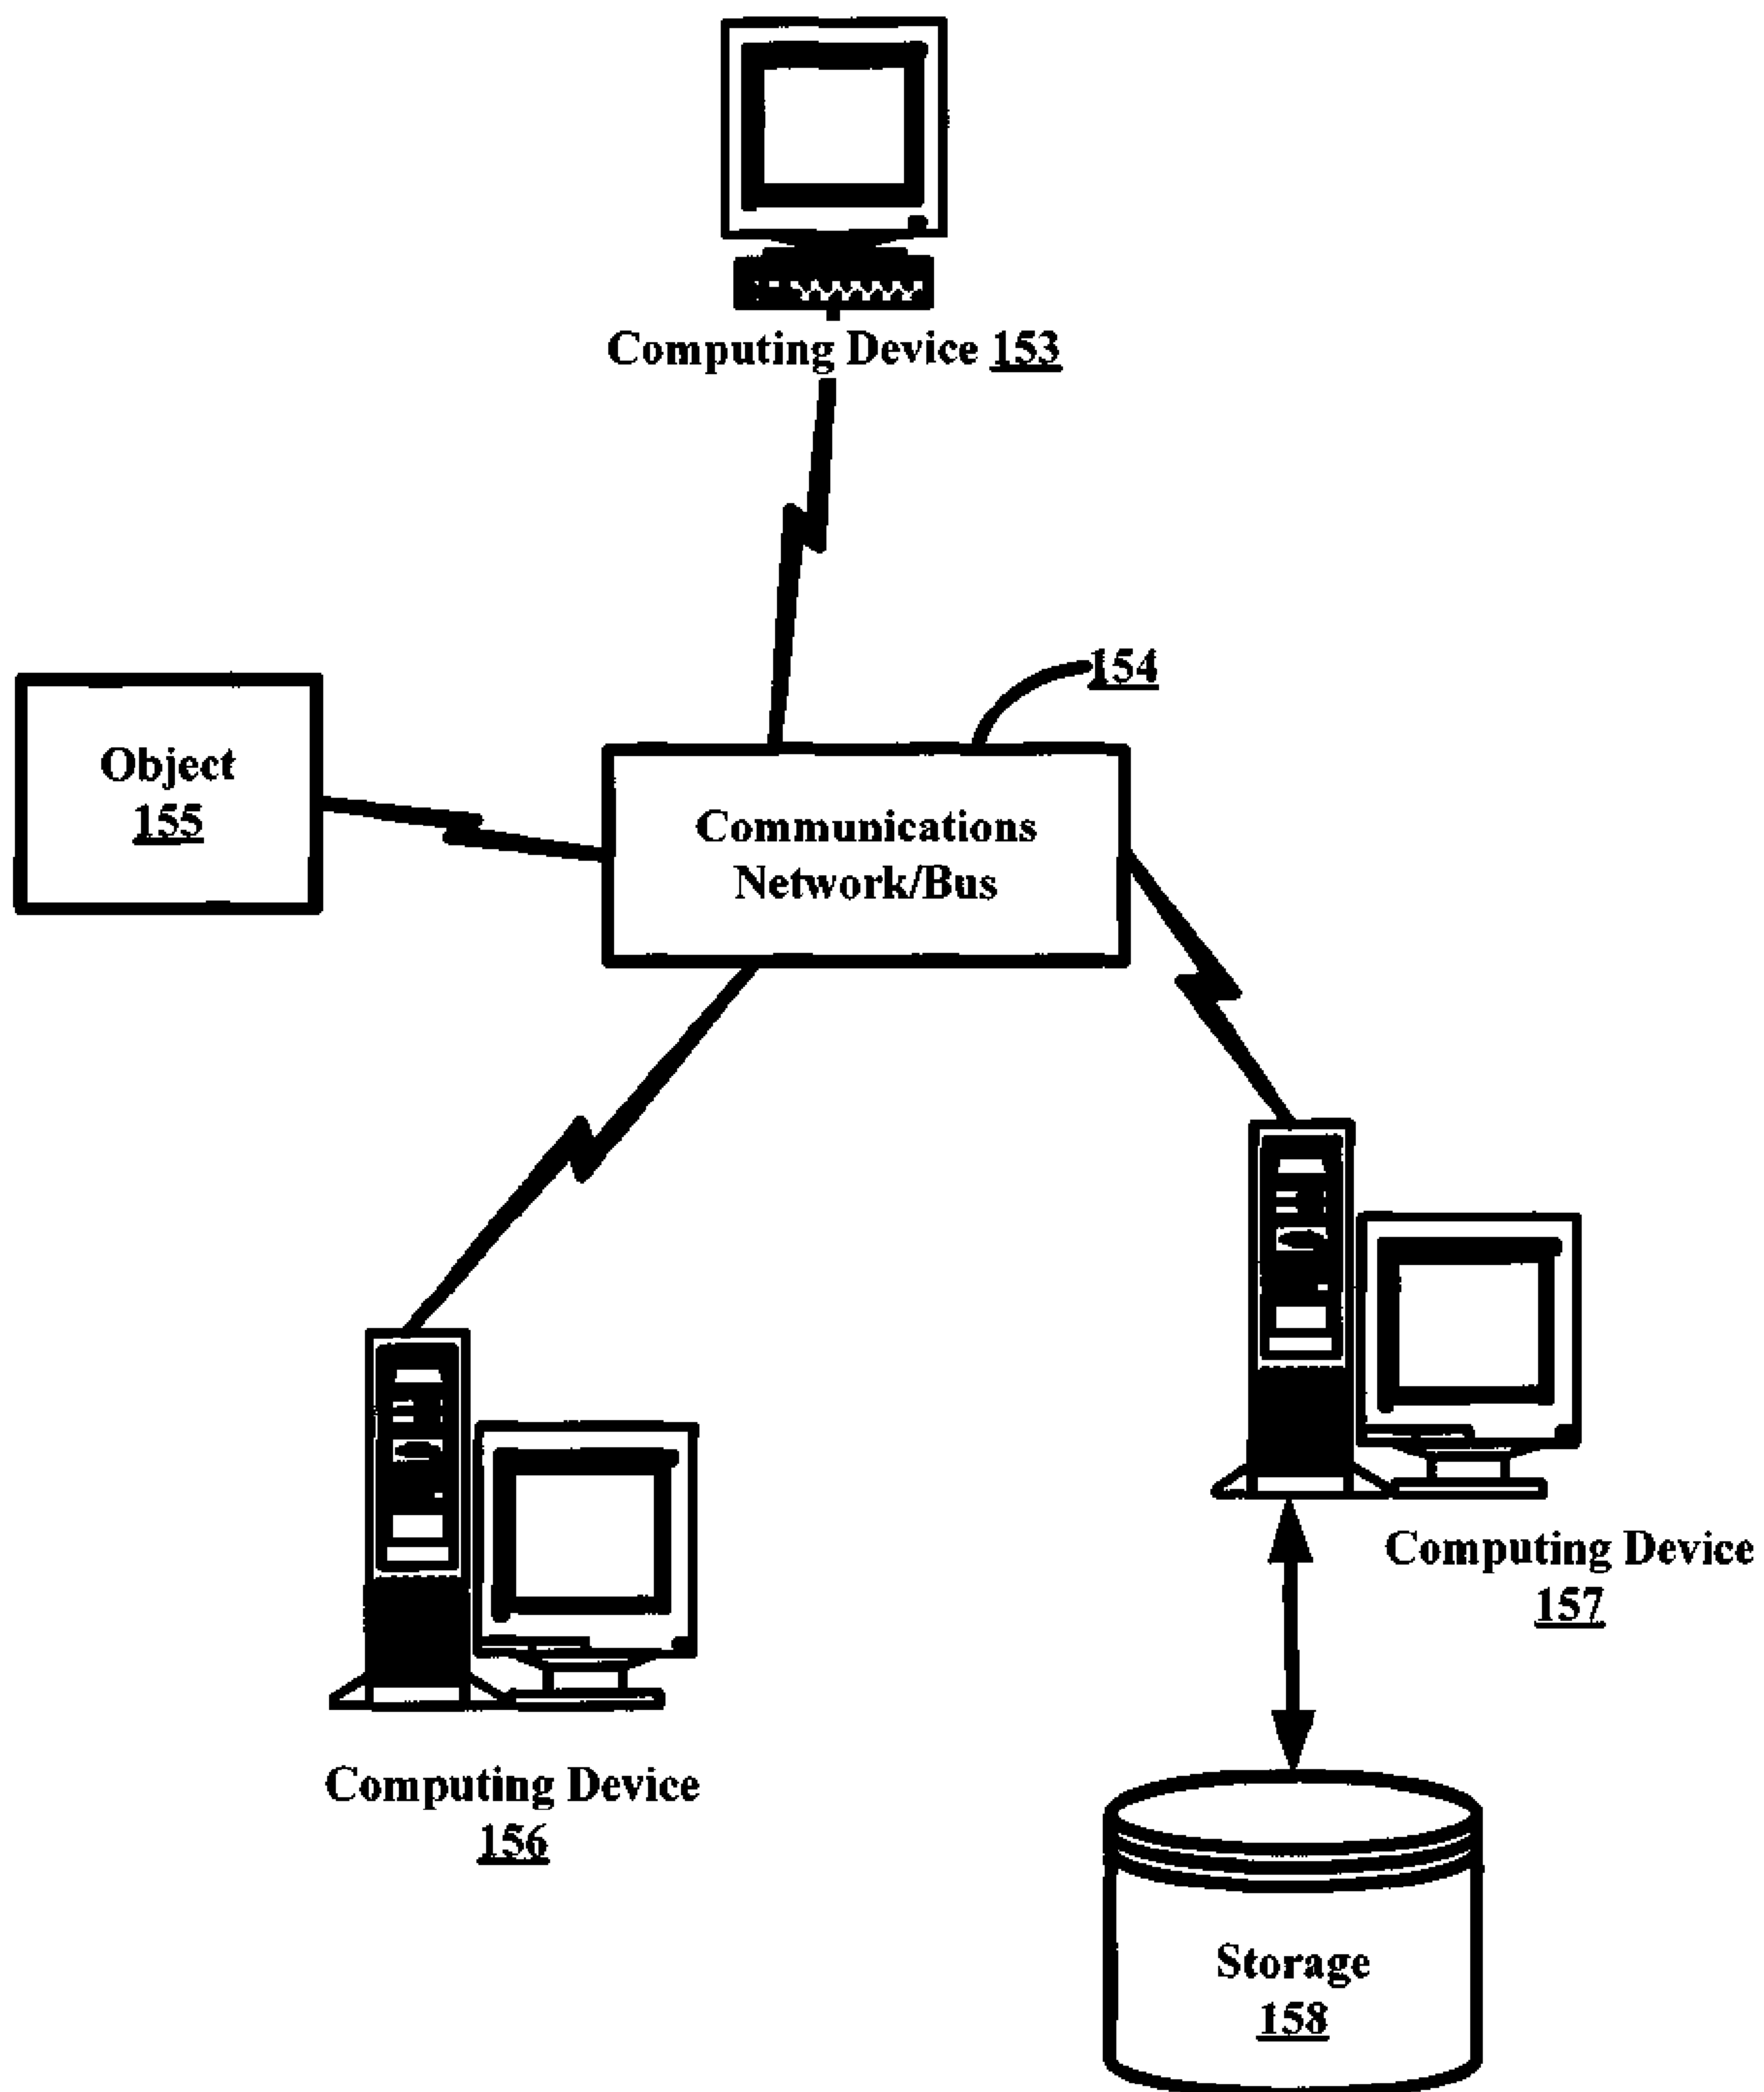 Computing Device 153
154
Object
155
Communications
Network/Bus
Computing Device
157
Computing Device
156
Storage
158